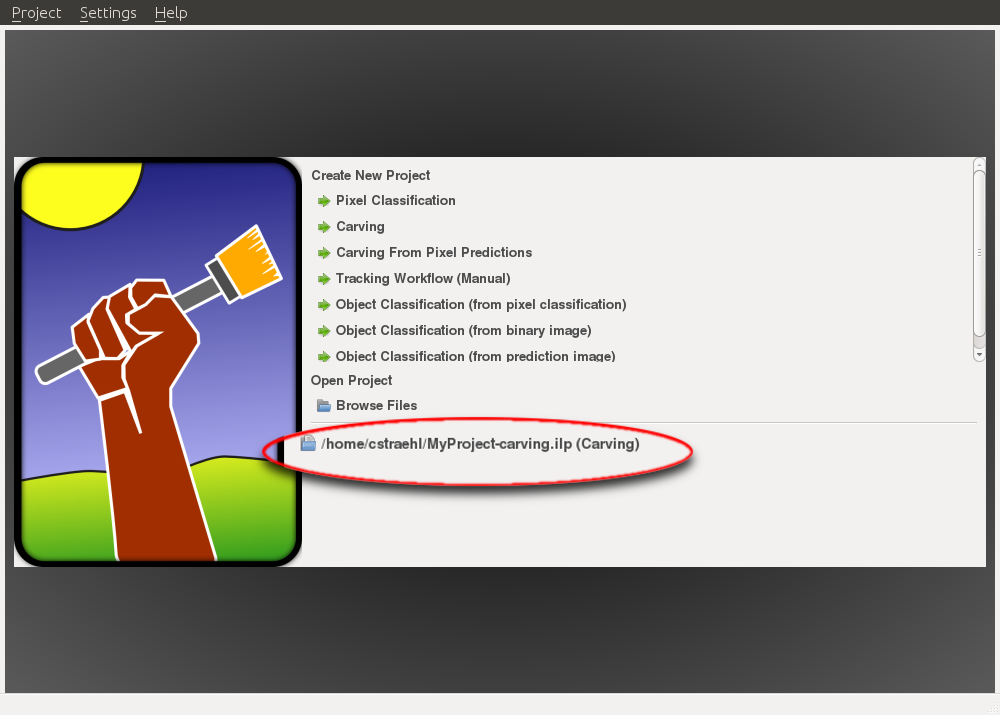 Project Settings Help
Create New Project
Pixel Classification
Carving
Carving From Pixel Predictions
Tracking Workflow (Manual)
Object Classification (from pixel classification)
Object Classification (from binary image)
Object Classification (from prediction image)
Open Project
Browse Files
/home/cstraehl/MyProject-carving.ilp (Carving)